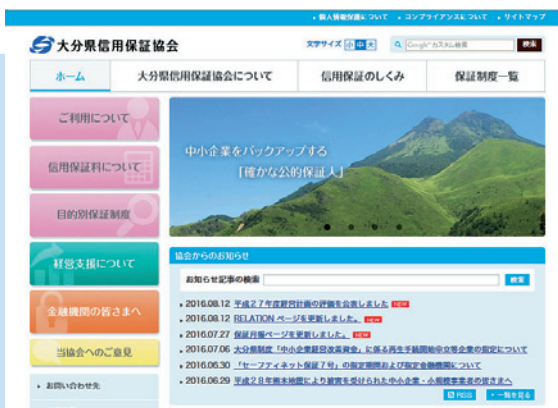 個人情報保護について コンプライアンスについて サイトマップ
大分県信用保証協会
文字サイズ 小 中 大 Google カスタム検索 検索
ホーム 大分県信用保証協会について 信用保証のしくみ 保証制度一覧
ご利用について
信用保証料について
目的別保証制度
経営支援について
金融機関の皆さまへ
当協会へのご意見
お問い合わせ先
中小企業をバックアップする
「確かな公的保証人」
協会からのお知らせ
お知らせ記事の検索 検索
2016.08.12 平成27年度経営計画の評価を公表しました NEW
2016.08.12 RELATION ページを更新しました。 NEW
2016.07.27 保証月報ページを更新しました。 NEW
2016.07.06 大分県制度「中小企業経営改善資金」に係る再生手続開始申立等企業の指定について
2016.06.30 「セーフティネット保証7号」の指定期間および指定金融機関について
2016.06.29 平成28年熊本地震により被害を受けられた中小企業・小規模事業者の皆さまへ
RSS 一覧を見る